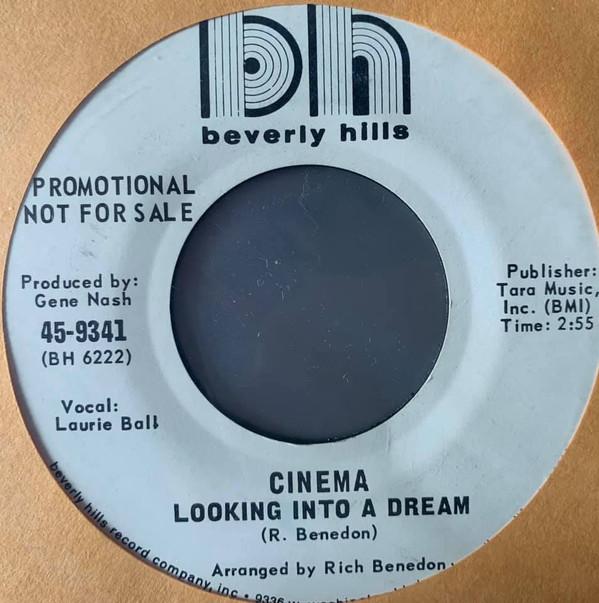 bh
beverly hills
PROMOTIONAL
NOT FOR SALE
Produced by:
Gene Nash
45-9341
(BH 6222)
Vocal:
Laurie Ball
Publisher:
Tara Music,
Inc. (BMI)
Time: 2:55
CINEMA
LOOKING INTO A DREAM
(R. Benedon)
Arranged by Rich Benedon
beverly hills record company, inc • 9336